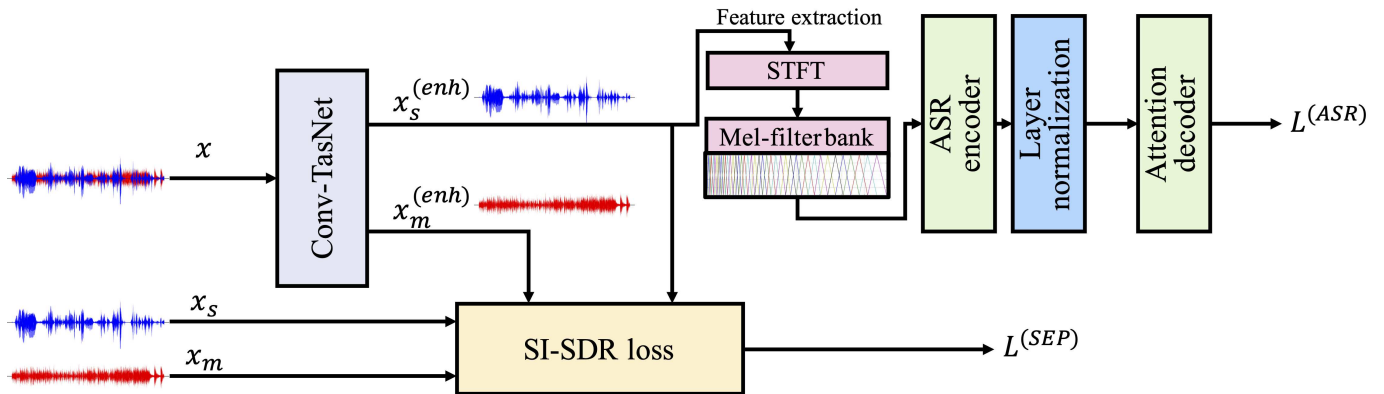 Feature extraction
STFT
Mel-filter bank
ASR encoder
Layer normalization
Attention decoder
L^{(ASR)}
x
Conv-TasNet
x_s^{(enh)}
x_m^{(enh)}
x_s
x_m
SI-SDR loss
L^{(SEP)}